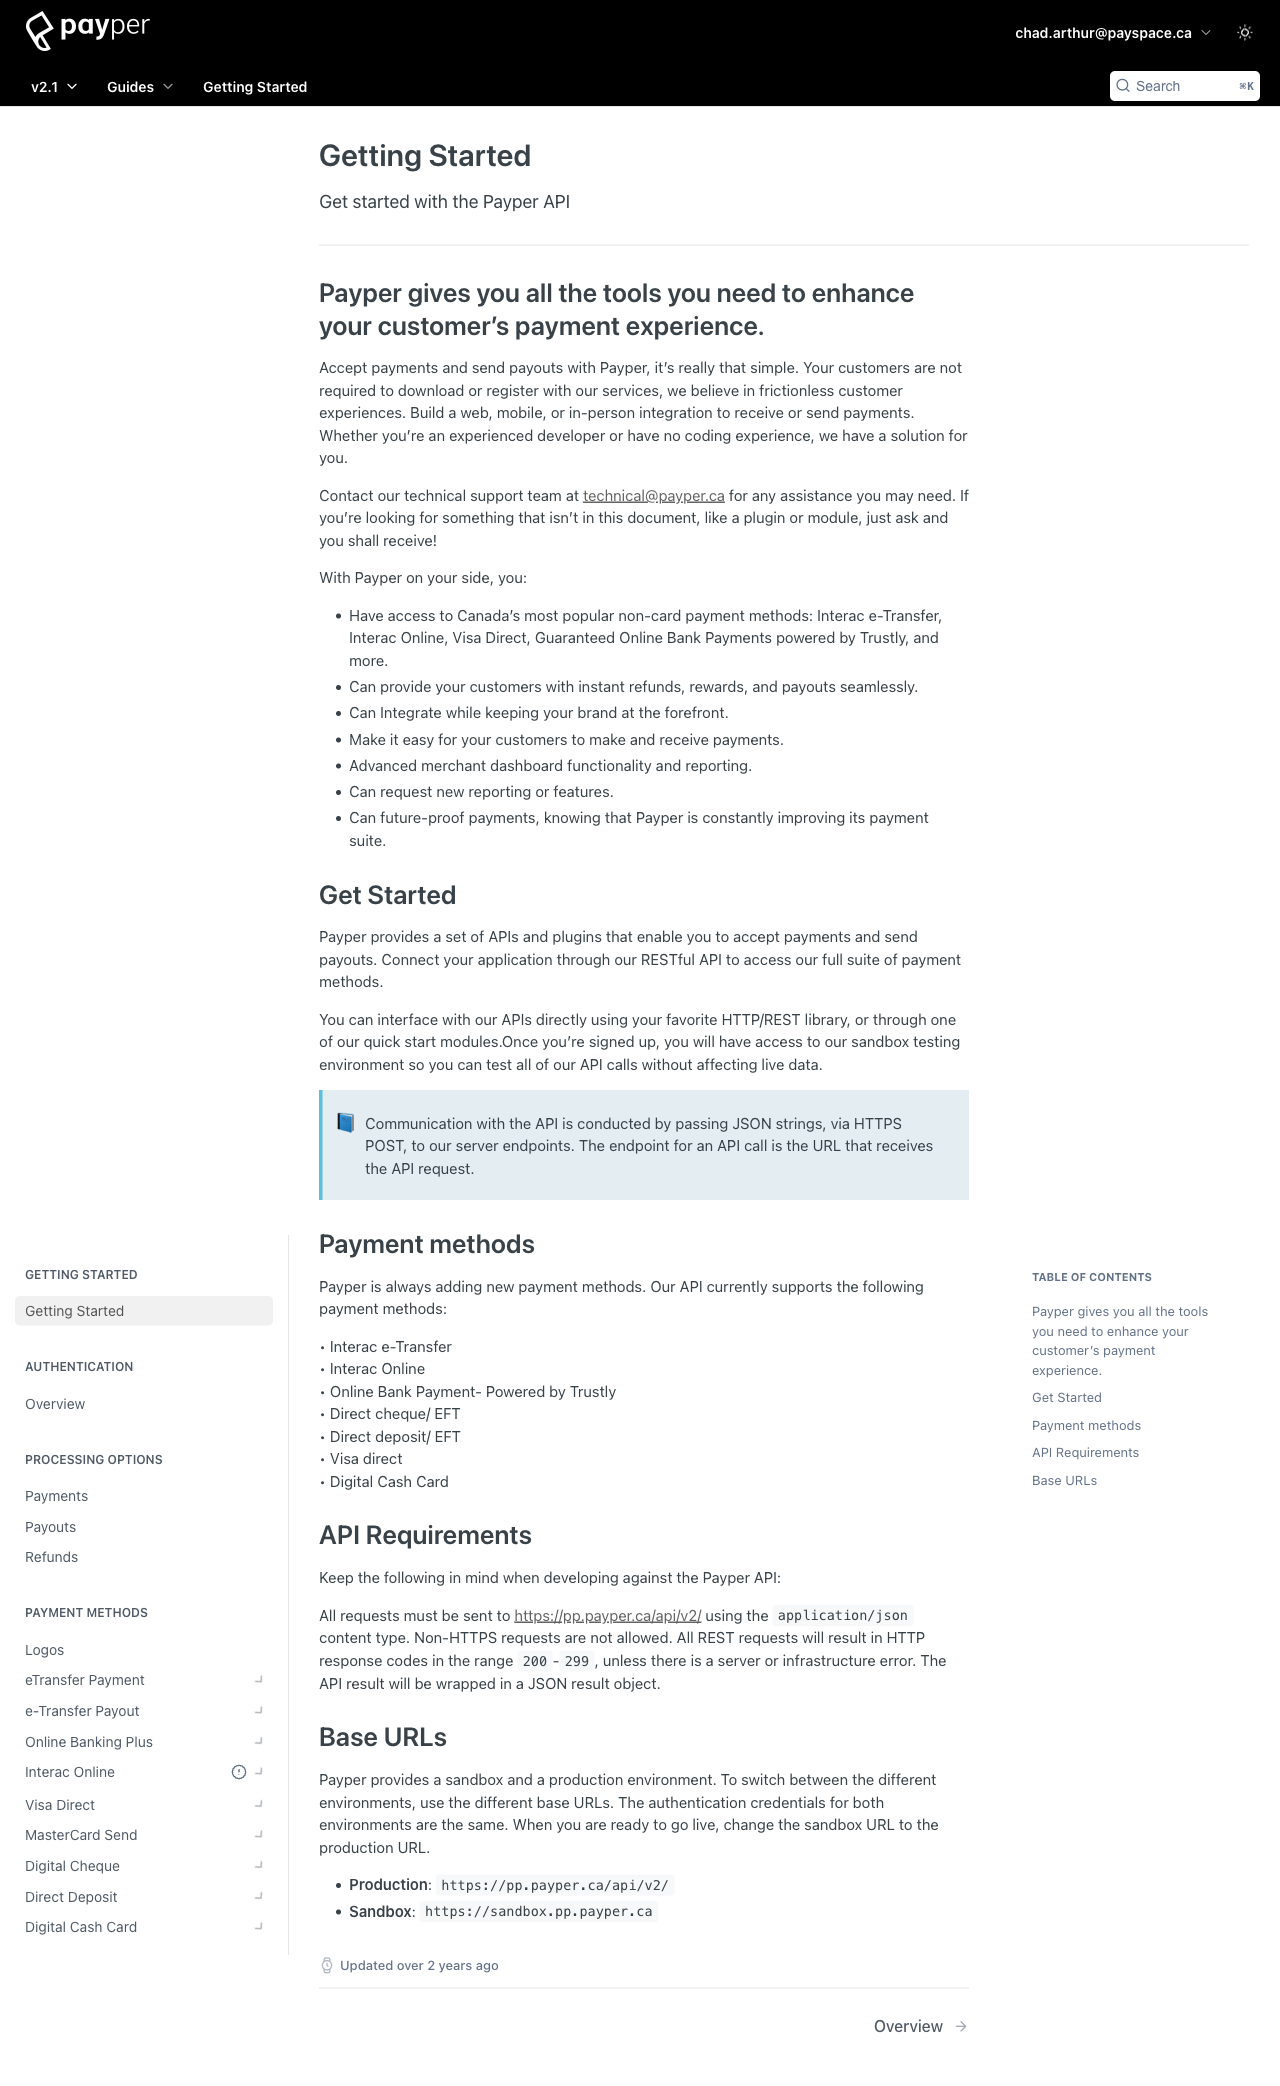 payper
chad.arthur@payspace.ca
v2.1
Guides
Getting Started
Search
⌘K
Getting Started
Get started with the Payper API
Payper gives you all the tools you need to enhance
your customer’s payment experience.
Accept payments and send payouts with Payper, it’s really that simple. Your customers are not
required to download or register with our services, we believe in frictionless customer
experiences. Build a web, mobile, or in-person integration to receive or send payments.
Whether you’re an experienced developer or have no coding experience, we have a solution for
you.
Contact our technical support team at technical@payper.ca for any assistance you may need. If
you’re looking for something that isn’t in this document, like a plugin or module, just ask and
you shall receive!
With Payper on your side, you:
• Have access to Canada’s most popular non-card payment methods: Interac e-Transfer,
Interac Online, Visa Direct, Guaranteed Online Bank Payments powered by Trustly, and
more.
• Can provide your customers with instant refunds, rewards, and payouts seamlessly.
• Can Integrate while keeping your brand at the forefront.
• Make it easy for your customers to make and receive payments.
• Advanced merchant dashboard functionality and reporting.
• Can request new reporting or features.
• Can future-proof payments, knowing that Payper is constantly improving its payment
suite.
Get Started
Payper provides a set of APIs and plugins that enable you to accept payments and send
payouts. Connect your application through our RESTful API to access our full suite of payment
methods.
You can interface with our APIs directly using your favorite HTTP/REST library, or through one
of our quick start modules.Once you’re signed up, you will have access to our sandbox testing
environment so you can test all of our API calls without affecting live data.
Communication with the API is conducted by passing JSON strings, via HTTPS
POST, to our server endpoints. The endpoint for an API call is the URL that receives
the API request.
Payment methods
Payper is always adding new payment methods. Our API currently supports the following
payment methods:
• Interac e-Transfer
• Interac Online
• Online Bank Payment- Powered by Trustly
• Direct cheque/ EFT
• Direct deposit/ EFT
• Visa direct
• Digital Cash Card
API Requirements
Keep the following in mind when developing against the Payper API:
All requests must be sent to https://pp.payper.ca/api/v2/ using the application/json
content type. Non-HTTPS requests are not allowed. All REST requests will result in HTTP
response codes in the range 200 - 299 , unless there is a server or infrastructure error. The
API result will be wrapped in a JSON result object.
Base URLs
Payper provides a sandbox and a production environment. To switch between the different
environments, use the different base URLs. The authentication credentials for both
environments are the same. When you are ready to go live, change the sandbox URL to the
production URL.
• Production: https://pp.payper.ca/api/v2/
• Sandbox: https://sandbox.pp.payper.ca
Updated over 2 years ago
Overview
GETTING STARTED
Getting Started
AUTHENTICATION
Overview
PROCESSING OPTIONS
Payments
Payouts
Refunds
PAYMENT METHODS
Logos
eTransfer Payment
e-Transfer Payout
Online Banking Plus
Interac Online
Visa Direct
MasterCard Send
Digital Cheque
Direct Deposit
Digital Cash Card
TABLE OF CONTENTS
Payper gives you all the tools
you need to enhance your
customer’s payment
experience.
Get Started
Payment methods
API Requirements
Base URLs